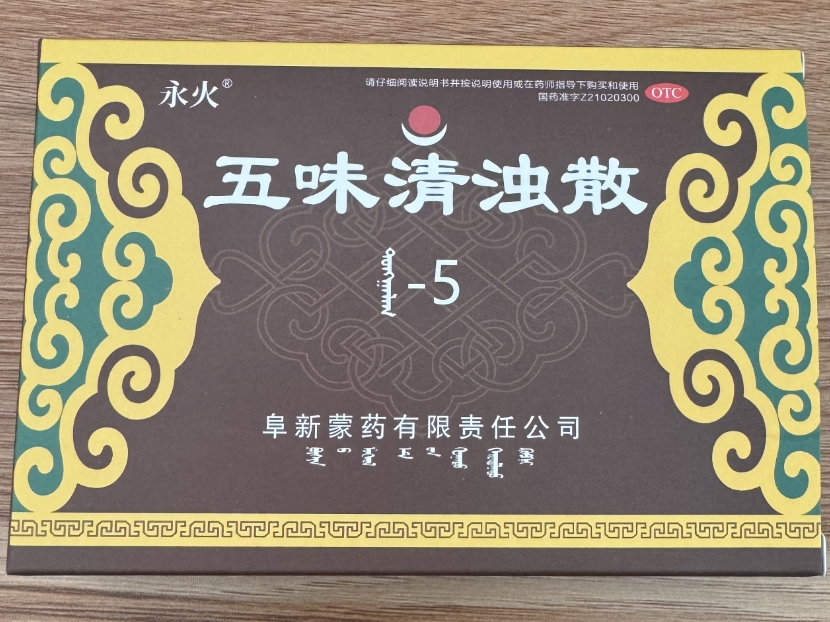 永火®
请仔细阅读说明书并按说明使用或在药师指导下购买和使用
国药准字Z21020300
OTC
五味清浊散
-5
阜新蒙药有限责任公司